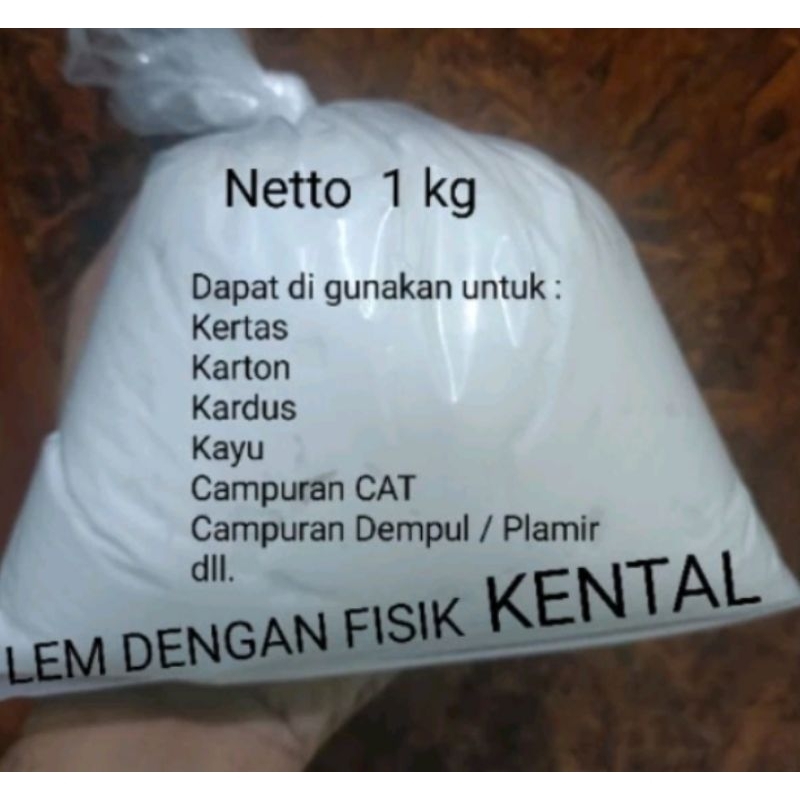 Netto 1 kg
Dapat di gunakan untuk :
Kertas
Karton
Kardus
Kayu
Campuran CAT
Campuran Dempul / Plamir
dll.
LEM DENGAN FISIK KENTAL